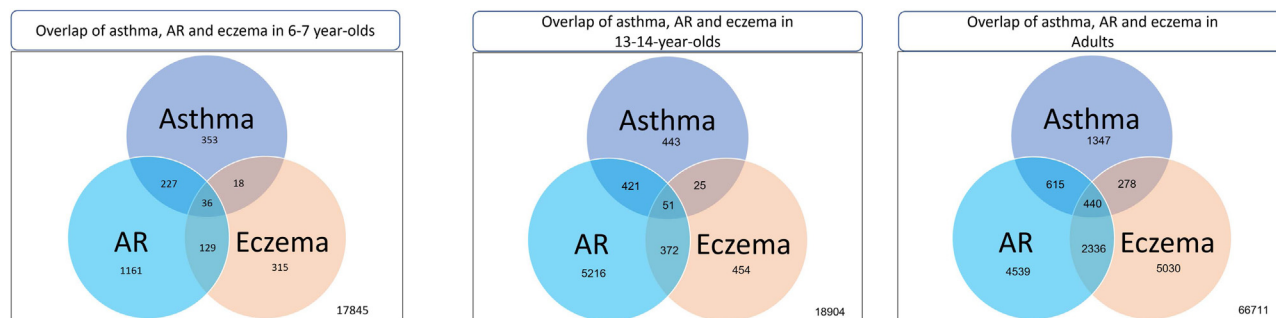 Overlap of asthma, AR and eczema in 6-7 year-olds
Asthma
353
227
18
36
AR
129
Eczema
1161
315
17845
Overlap of asthma, AR and eczema in
13-14-year-olds
Asthma
443
421
25
51
AR
372
Eczema
5216
454
18904
Overlap of asthma, AR and eczema in
Adults
Asthma
1347
615
278
440
AR
2336
Eczema
4539
5030
66711